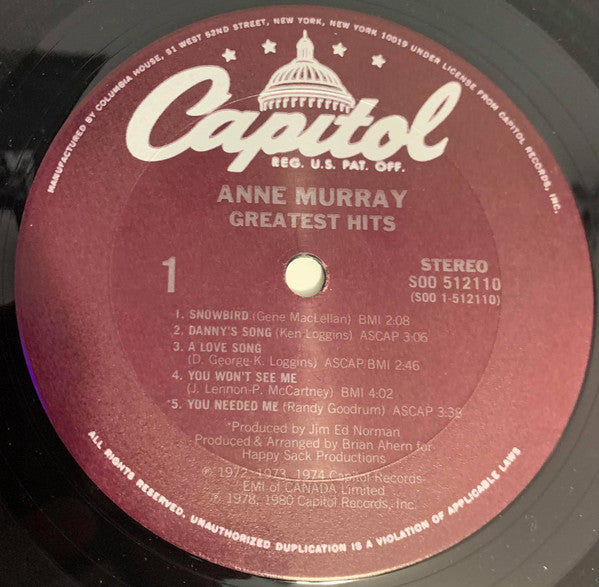 MANUFACTURED BY COLUMBIA HOUSE, 51 WEST 52ND STREET, NEW YORK, NEW YORK 10019 UNDER LICENSE FROM CAPITOL RECORDS, INC.
Capitol
REG. U.S. PAT. OFF.
ANNE MURRAY
GREATEST HITS
1
STEREO
SOO 512110
(SOO 1-512110)
1. SNOWBIRD (Gene MacLellan) BMI 2:08
2. DANNY'S SONG (Ken Loggins) ASCAP 3:06
3. A LOVE SONG
(D. George-K. Loggins) ASCAP/BMI 2:46
4. YOU WON'T SEE ME
(J. Lennon-P. McCartney) BMI 4:02
*5. YOU NEEDED ME (Randy Goodrum) ASCAP 3:38
*Produced by Jim Ed Norman
Produced & Arranged by Brian Ahern for
Happy Sack Productions
℗ 1972, 1973, 1974 Capitol Records-
EMI of CANADA Limited
℗ 1978, 1980 Capitol Records, Inc.
ALL RIGHTS RESERVED. UNAUTHORIZED DUPLICATION IS A VIOLATION OF APPLICABLE LAWS